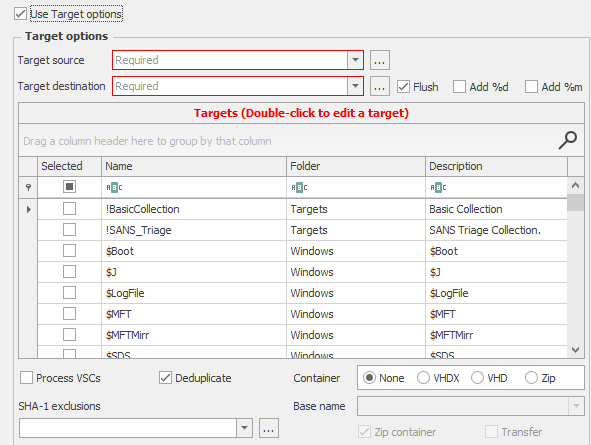 Use Target options
Target options
Target source Required ...
Target destination Required ... Flush Add %d Add %m
Targets (Double-click to edit a target)
Drag a column header here to group by that column
Selected Name Folder Description
ABC ABC ABC
!BasicCollection Targets Basic Collection
!SANS_Triage Targets SANS Triage Collection.
$Boot Windows $Boot
$J Windows $J
$LogFile Windows $LogFile
$MFT Windows $MFT
$MFTMirr Windows $MFTMirr
$SDS Windows $SDS
Process VSCs Deduplicate Container None VHDX VHD Zip
SHA-1 exclusions Base name
... Zip container Transfer